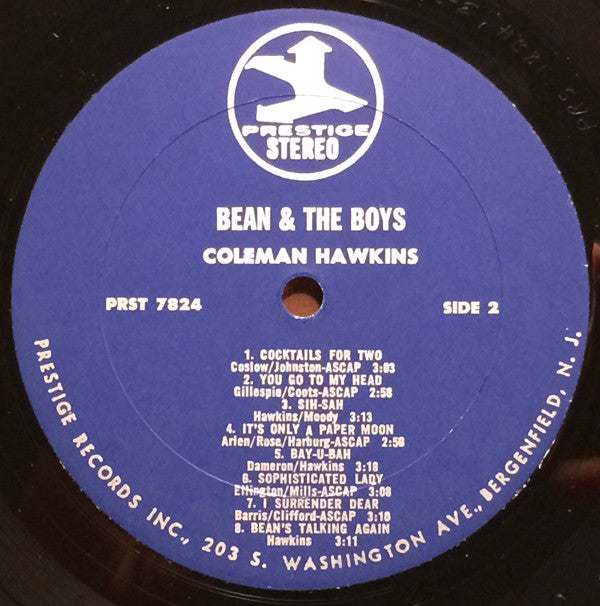 PRESTIGE
STEREO
BEAN & THE BOYS
COLEMAN HAWKINS
PRST 7824
SIDE 2
1. COCKTAILS FOR TWO
Coslow/Johnston-ASCAP 3:03
2. YOU GO TO MY HEAD
Gillespie/Coots-ASCAP 2:58
3. SIH-SAH
Hawkins/Moody 3:13
4. IT'S ONLY A PAPER MOON
Arlen/Rose/Harburg-ASCAP 2:58
5. BAY-U-BAH
Dameron/Hawkins 3:18
6. SOPHISTICATED LADY
Ellington/Mills-ASCAP 3:08
7. I SURRENDER DEAR
Barris/Clifford-ASCAP 3:10
8. BEAN'S TALKING AGAIN
Hawkins 3:11
PRESTIGE RECORDS INC., 203 S. WASHINGTON AVE., BERGENFIELD, N. J.